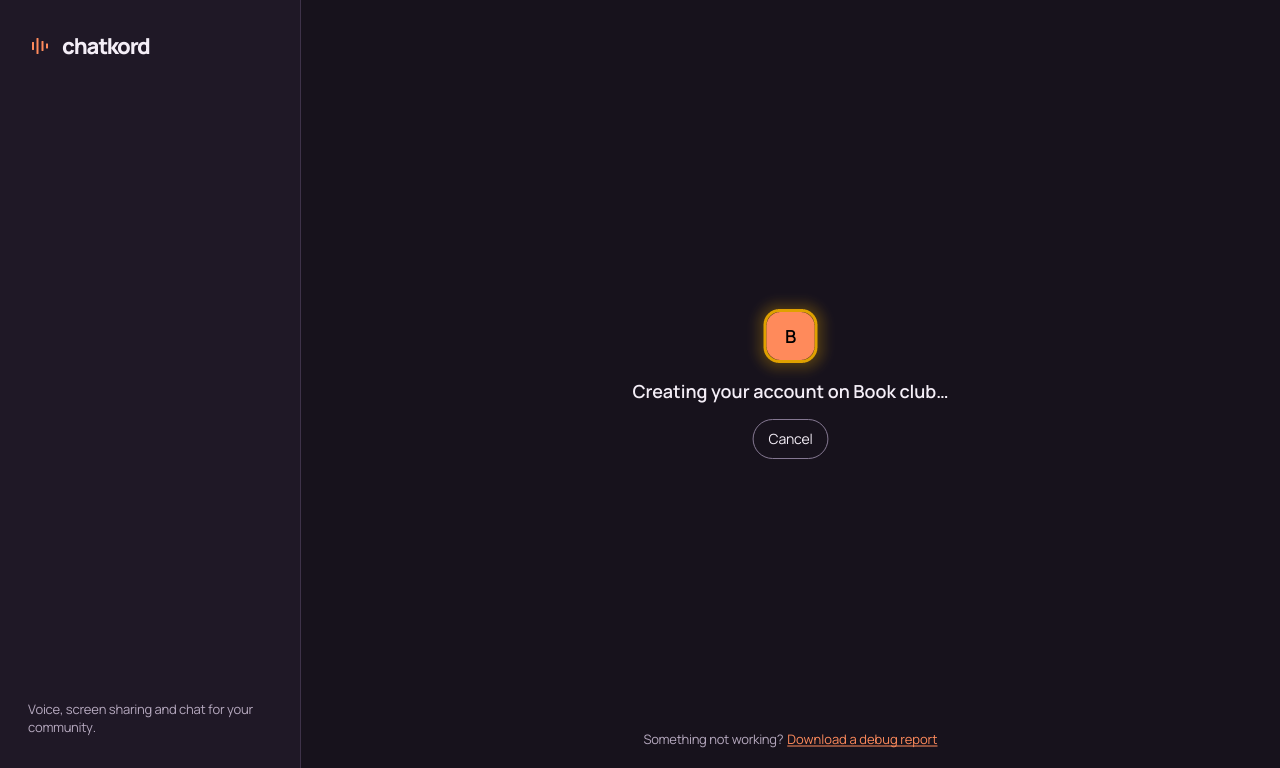 chatkord
B
Creating your account on Book club…
Cancel
Voice, screen sharing and chat for your
community.
Something not working? Download a debug report